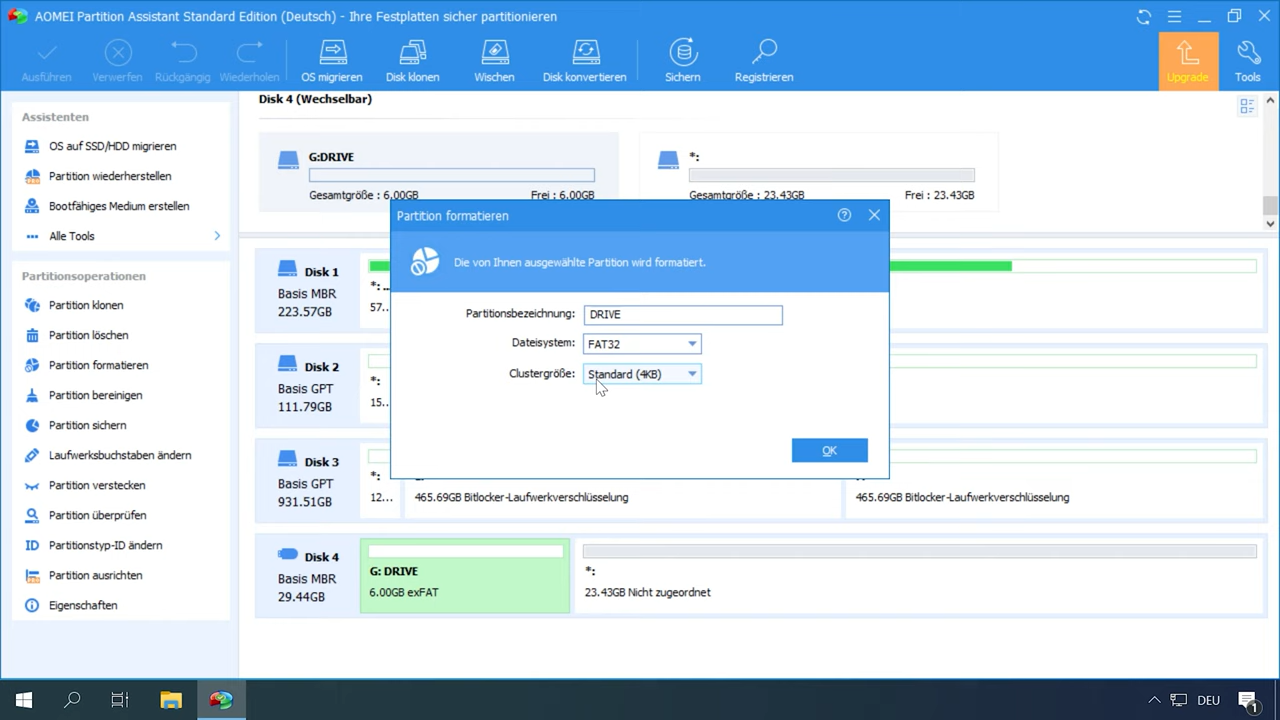 AOMEI Partition Assistant Standard Edition (Deutsch) - Ihre Festplatten sicher partitionieren
Ausführen Verwerfen Rückgängig Wiederholen OS migrieren Disk klonen Wischen Disk konvertieren Sichern Registrieren Upgrade Tools
Assistenten
OS auf SSD/HDD migrieren
Partition wiederherstellen
Bootfähiges Medium erstellen
Alle Tools
Partitionsoperationen
Partition klonen
Partition löschen
Partition formatieren
Partition bereinigen
Partition sichern
Laufwerksbuchstaben ändern
Partition verstecken
Partition überprüfen
Partitionstyp-ID ändern
Partition ausrichten
Eigenschaften
Disk 4 (Wechselbar)
G:DRIVE
Gesamtgröße : 6.00GB Frei : 6.00GB
*:
Gesamtgröße : 23.43GB Frei : 23.43GB
Partition formatieren
Die von Ihnen ausgewählte Partition wird formatiert.
Partitionsbezeichnung: DRIVE
Dateisystem: FAT32
Clustergröße: Standard (4KB)
OK
Disk 1
Basis MBR
223.57GB
*: ..
57...
Disk 2
Basis GPT
111.79GB
*:
15...
Disk 3
Basis GPT
931.51GB
*:
12...
465.69GB Bitlocker-Laufwerkverschlüsselung
465.69GB Bitlocker-Laufwerkverschlüsselung
Disk 4
Basis MBR
29.44GB
G: DRIVE
6.00GB exFAT
*:
23.43GB Nicht zugeordnet
DEU
1